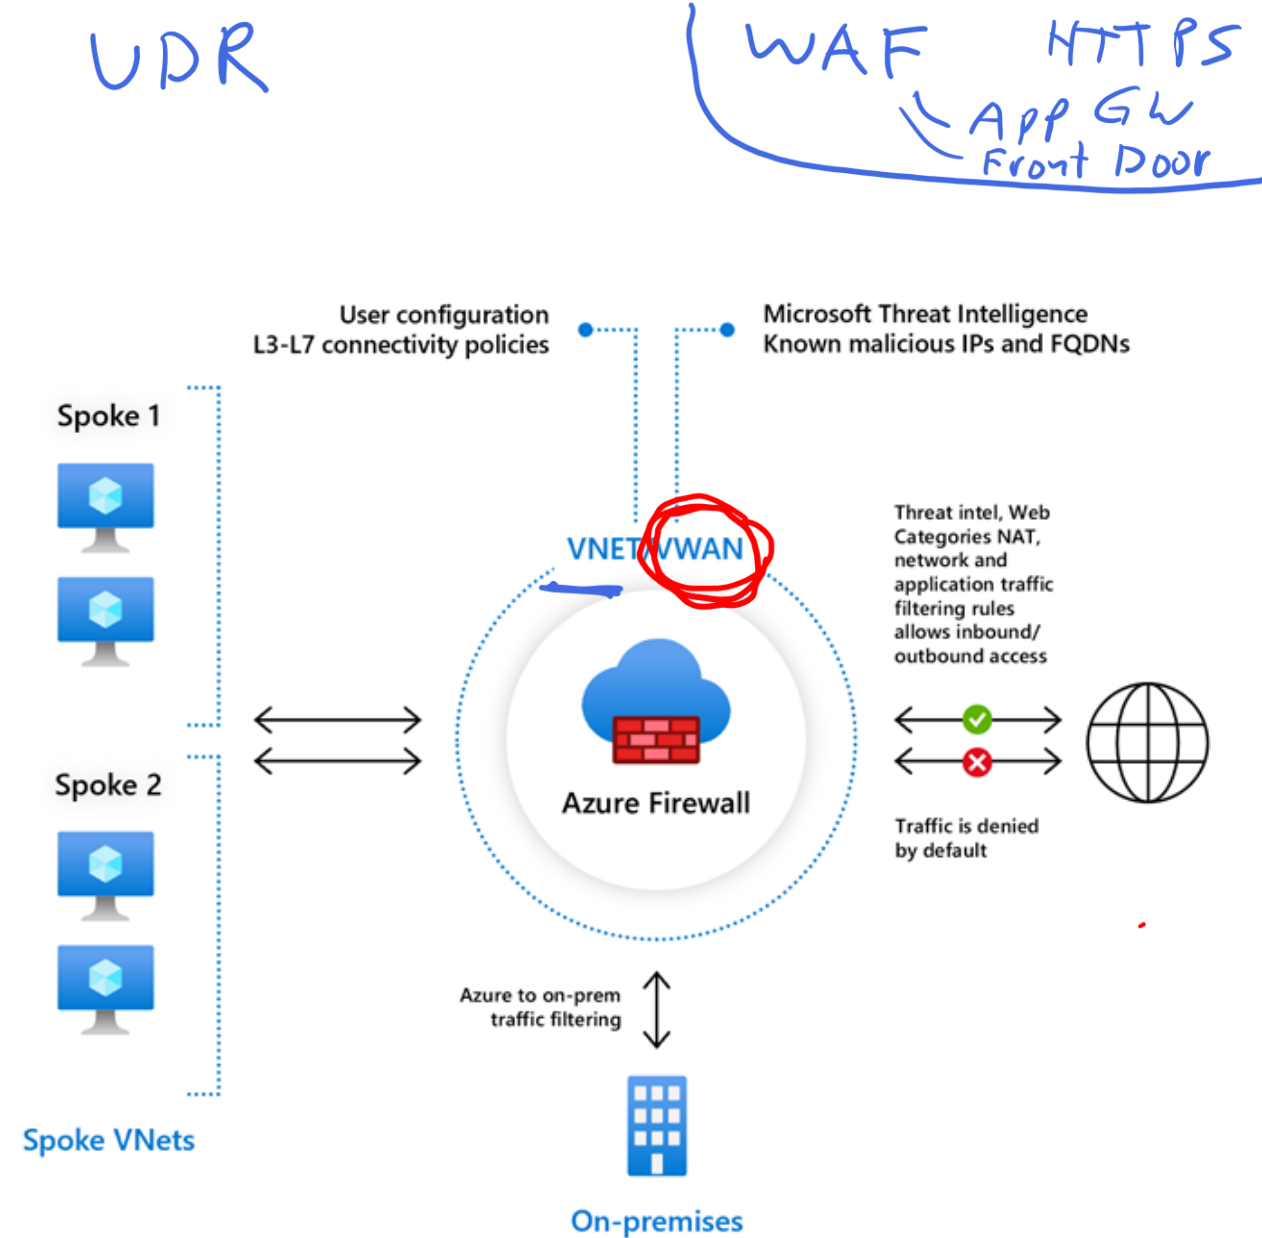 UDR
WAF HTTPS
App GW
Front Door
User configuration
L3-L7 connectivity policies
Microsoft Threat Intelligence
Known malicious IPs and FQDNs
Spoke 1
VNET/VWAN
Threat intel, Web
Categories NAT,
network and
application traffic
filtering rules
allows inbound/
outbound access
Azure Firewall
Spoke 2
Traffic is denied
by default
Azure to on-prem
traffic filtering
Spoke VNets
On-premises